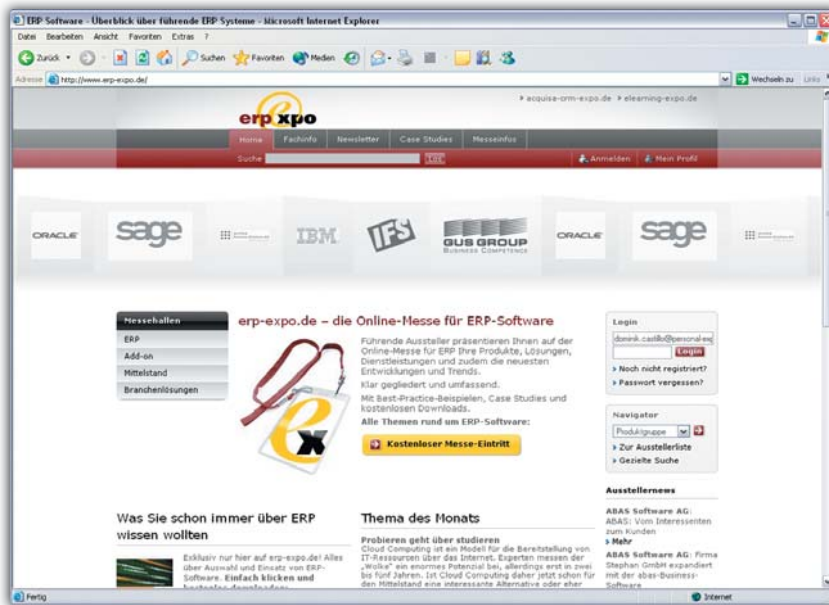 ERP Software - Überblick über führende ERP Systeme - Microsoft Internet Explorer
Datei Bearbeiten Ansicht Favoriten Extras ?
Zurück Suchen Favoriten Medien
Adresse http://www.erp-expo.de/ Wechseln zu Links
acquisa-crm-expo.de elearning-expo.de
erp expo
Home Fachinfo Newsletter Case Studies Messeinfos
Suche Los Anmelden Mein Profil
ORACLE sage IBM IFS GUS GROUP ORACLE sage
BUSINESS COMPETENCE
Messehallen
ERP
Add-on
Mittelstand
Branchenlösungen
erp-expo.de – die Online-Messe für ERP-Software
Führende Aussteller präsentieren Ihnen auf der
Online-Messe für ERP Ihre Produkte, Lösungen,
Dienstleistungen und zudem die neuesten
Entwicklungen und Trends.
Klar gegliedert und umfassend.
Mit Best-Practice-Beispielen, Case Studies und
kostenlosen Downloads.
Alle Themen rund um ERP-Software:
Kostenloser Messe-Eintritt
ex
Login
dominik.castillo@personal-exp
Login
Noch nicht registriert?
Passwort vergessen?
Navigator
Produktgruppe
Zur Ausstellerliste
Gezielte Suche
Ausstellernews
ABAS Software AG:
ABAS: Vom Interessenten
zum Kunden
Mehr
ABAS Software AG: Firma
Stephan GmbH expandiert
mit der abas-Business-
Software
Was Sie schon immer über ERP
wissen wollten
Exklusiv nur hier auf erp-expo.de! Alles
über Auswahl und Einsatz von ERP-
Software. Einfach klicken und
kostenlos downloaden:
Thema des Monats
Probieren geht über studieren
Cloud Computing ist ein Modell für die Bereitstellung von
IT-Ressourcen über das Internet. Experten messen der
„Wolke" ein enormes Potenzial bei, allerdings erst in zwei
bis fünf Jahren. Ist Cloud Computing daher jetzt schon für
den Mittelstand eine interessante Alternative oder eher
Fertig Internet